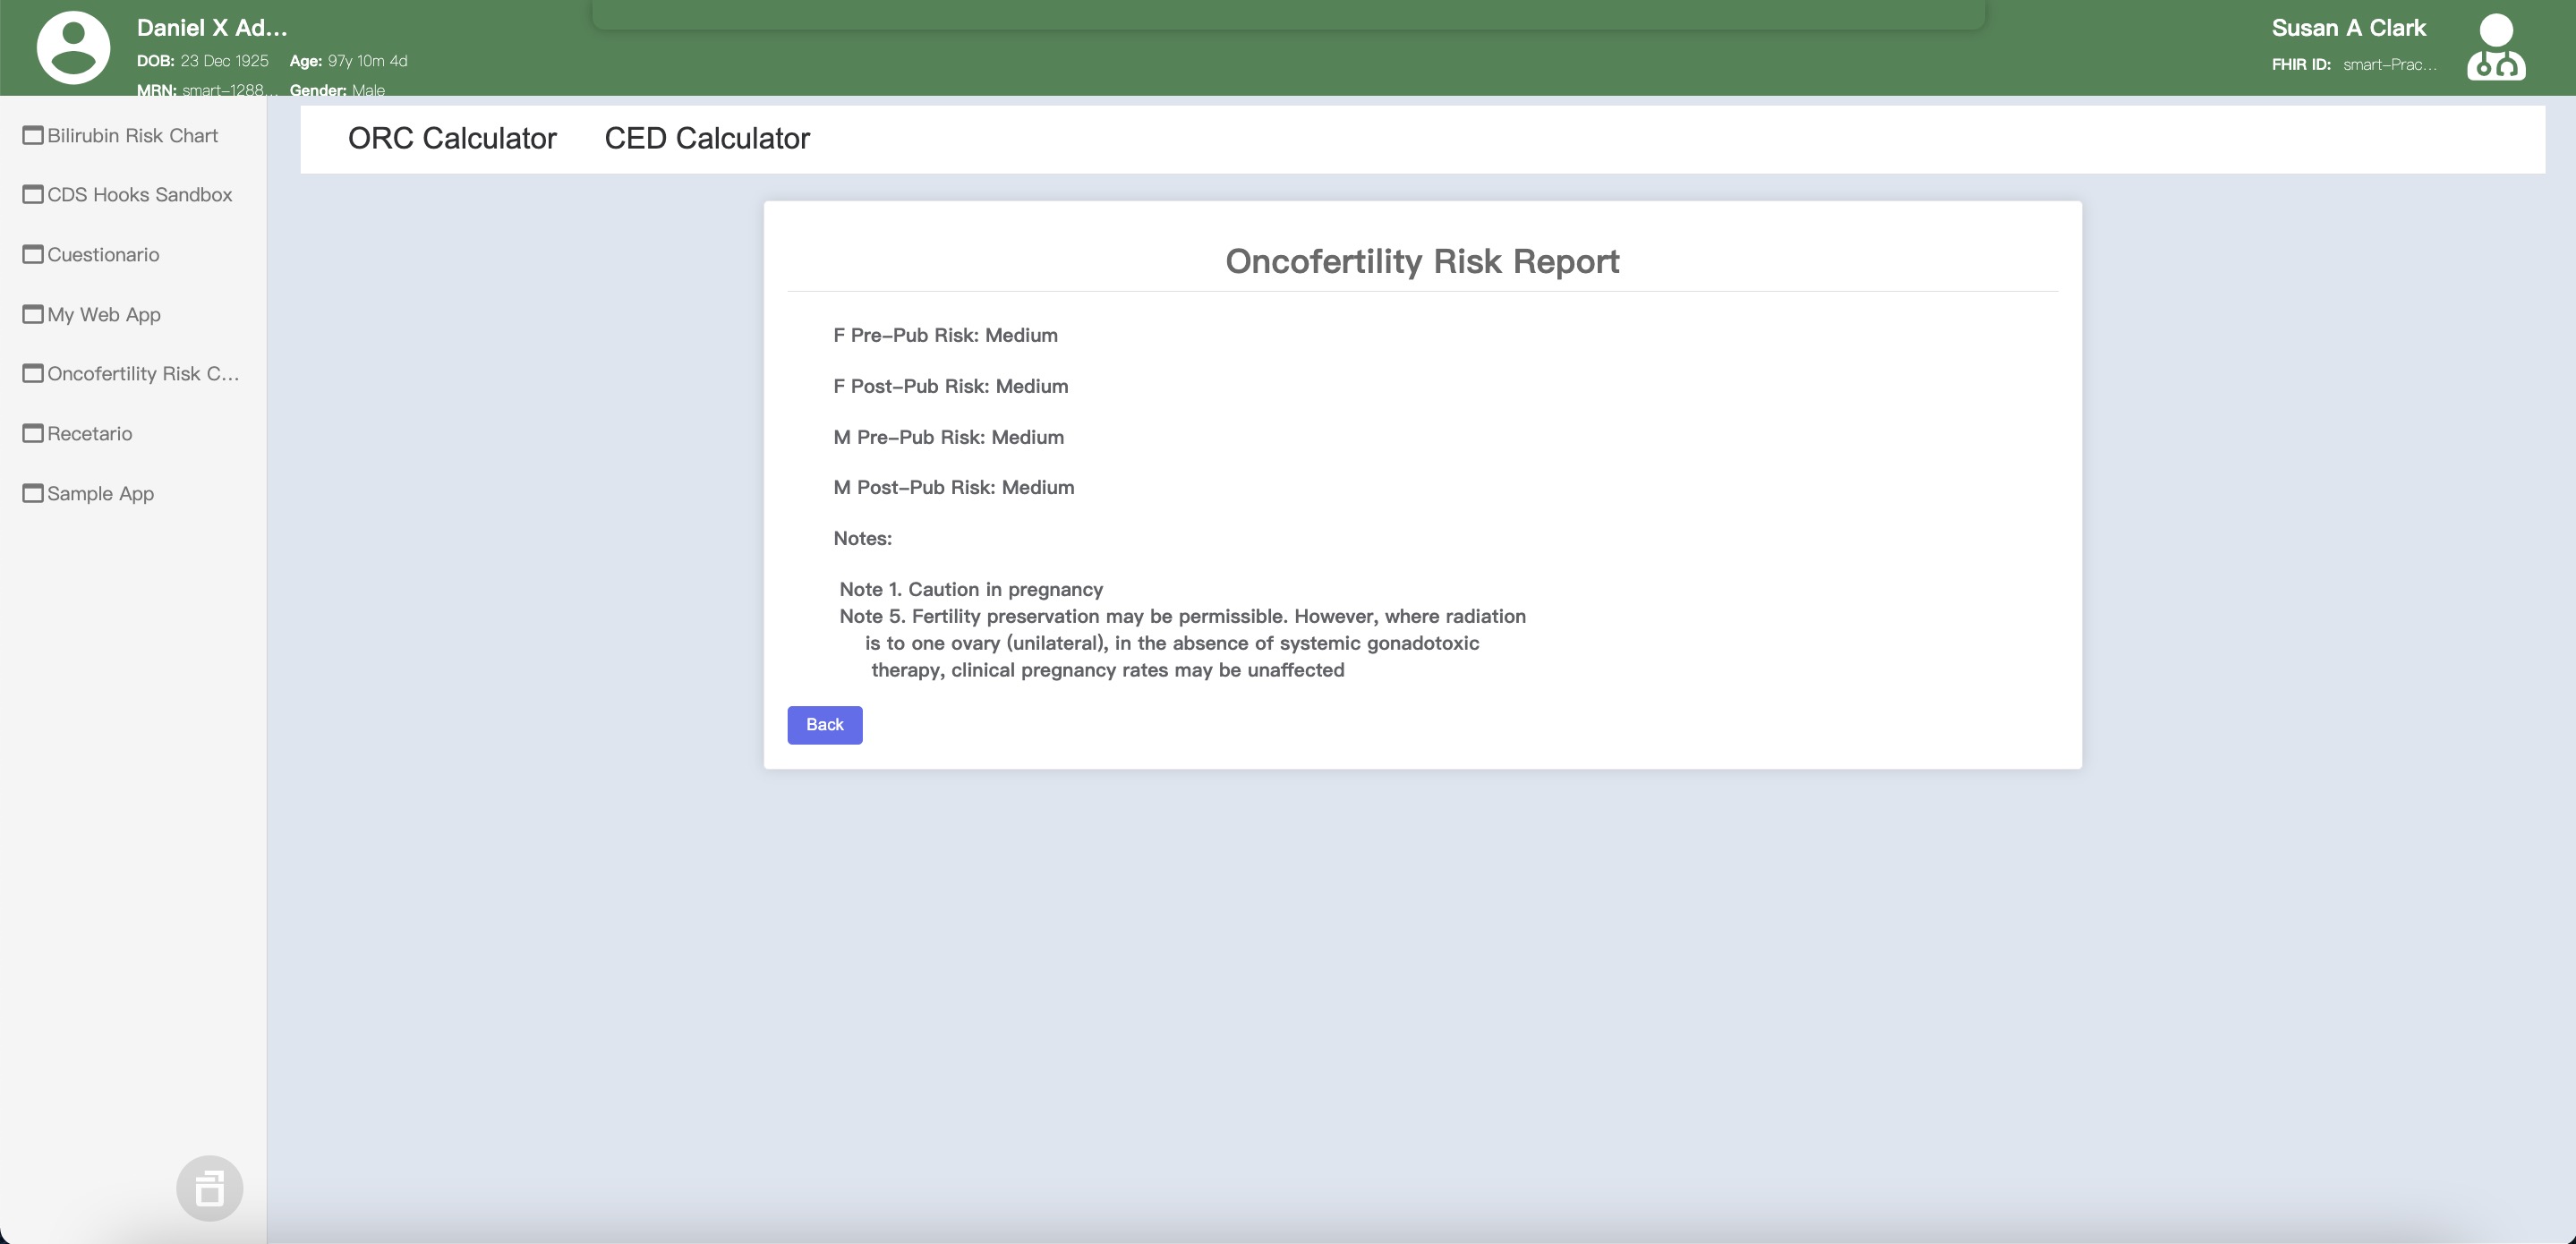 Daniel X Ad...
DOB: 23 Dec 1925 Age: 97y 10m 4d
MRN: smart-1288... Gender: Male
Susan A Clark
FHIR ID: smart-Prac...
Bilirubin Risk Chart
CDS Hooks Sandbox
Cuestionario
My Web App
Oncofertility Risk C...
Recetario
Sample App
ORC Calculator CED Calculator
Oncofertility Risk Report
F Pre-Pub Risk: Medium
F Post-Pub Risk: Medium
M Pre-Pub Risk: Medium
M Post-Pub Risk: Medium
Notes:
Note 1. Caution in pregnancy
Note 5. Fertility preservation may be permissible. However, where radiation
is to one ovary (unilateral), in the absence of systemic gonadotoxic
therapy, clinical pregnancy rates may be unaffected
Back